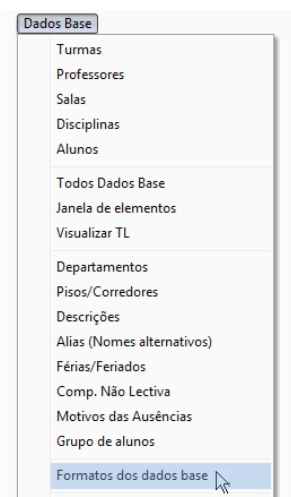 Dados Base
Turmas
Professores
Salas
Disciplinas
Alunos
Todos Dados Base
Janela de elementos
Visualizar TL
Departamentos
Pisos/Corredores
Descrições
Alias (Nomes alternativos)
Férias/Feriados
Comp. Não Lectiva
Motivos das Ausências
Grupo de alunos
Formatos dos dados base